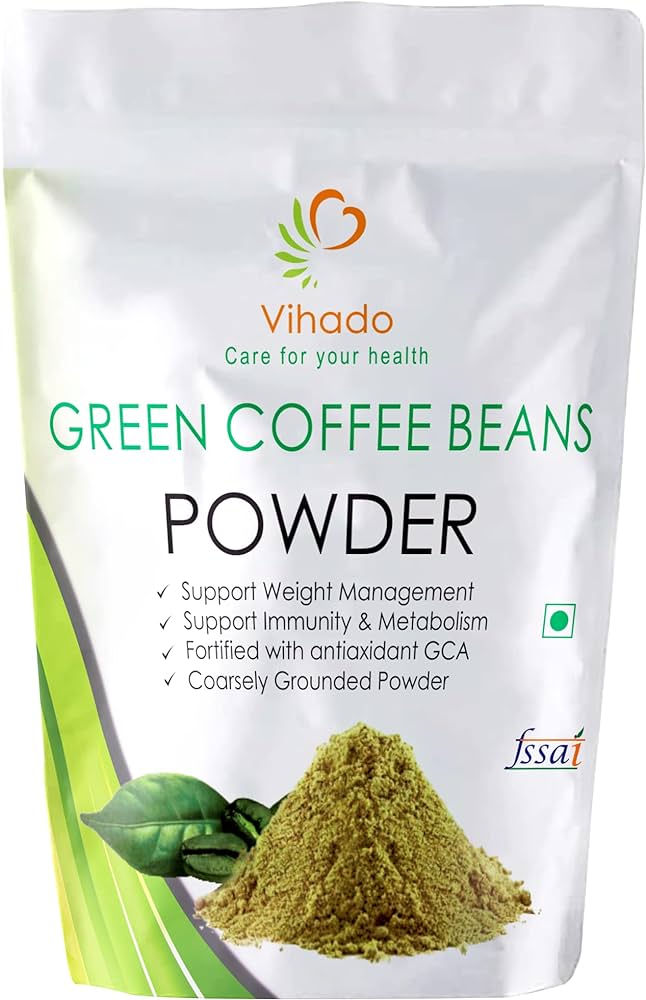 Vihado
Care for your health
GREEN COFFEE BEANS
POWDER
✓ Support Weight Management
✓ Support Immunity & Metabolism
✓ Fortified with antiaxidant GCA
✓ Coarsely Grounded Powder
fssai